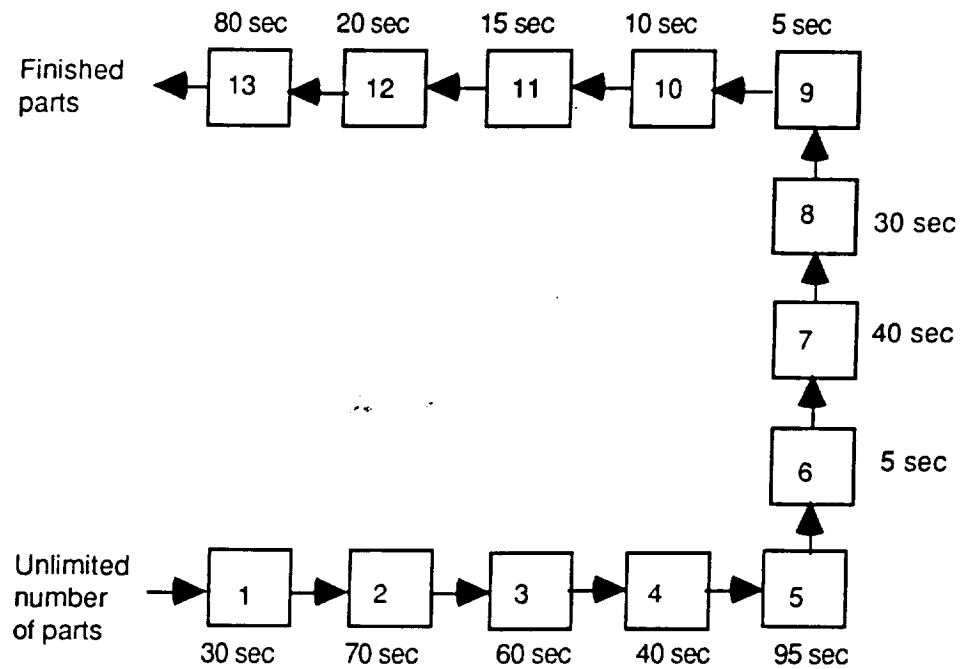 80 sec 20 sec 15 sec 10 sec 5 sec
Finished
parts
13 12 11 10 9
8 30 sec
7 40 sec
6 5 sec
Unlimited
number
of parts
1 2 3 4 5
30 sec 70 sec 60 sec 40 sec 95 sec